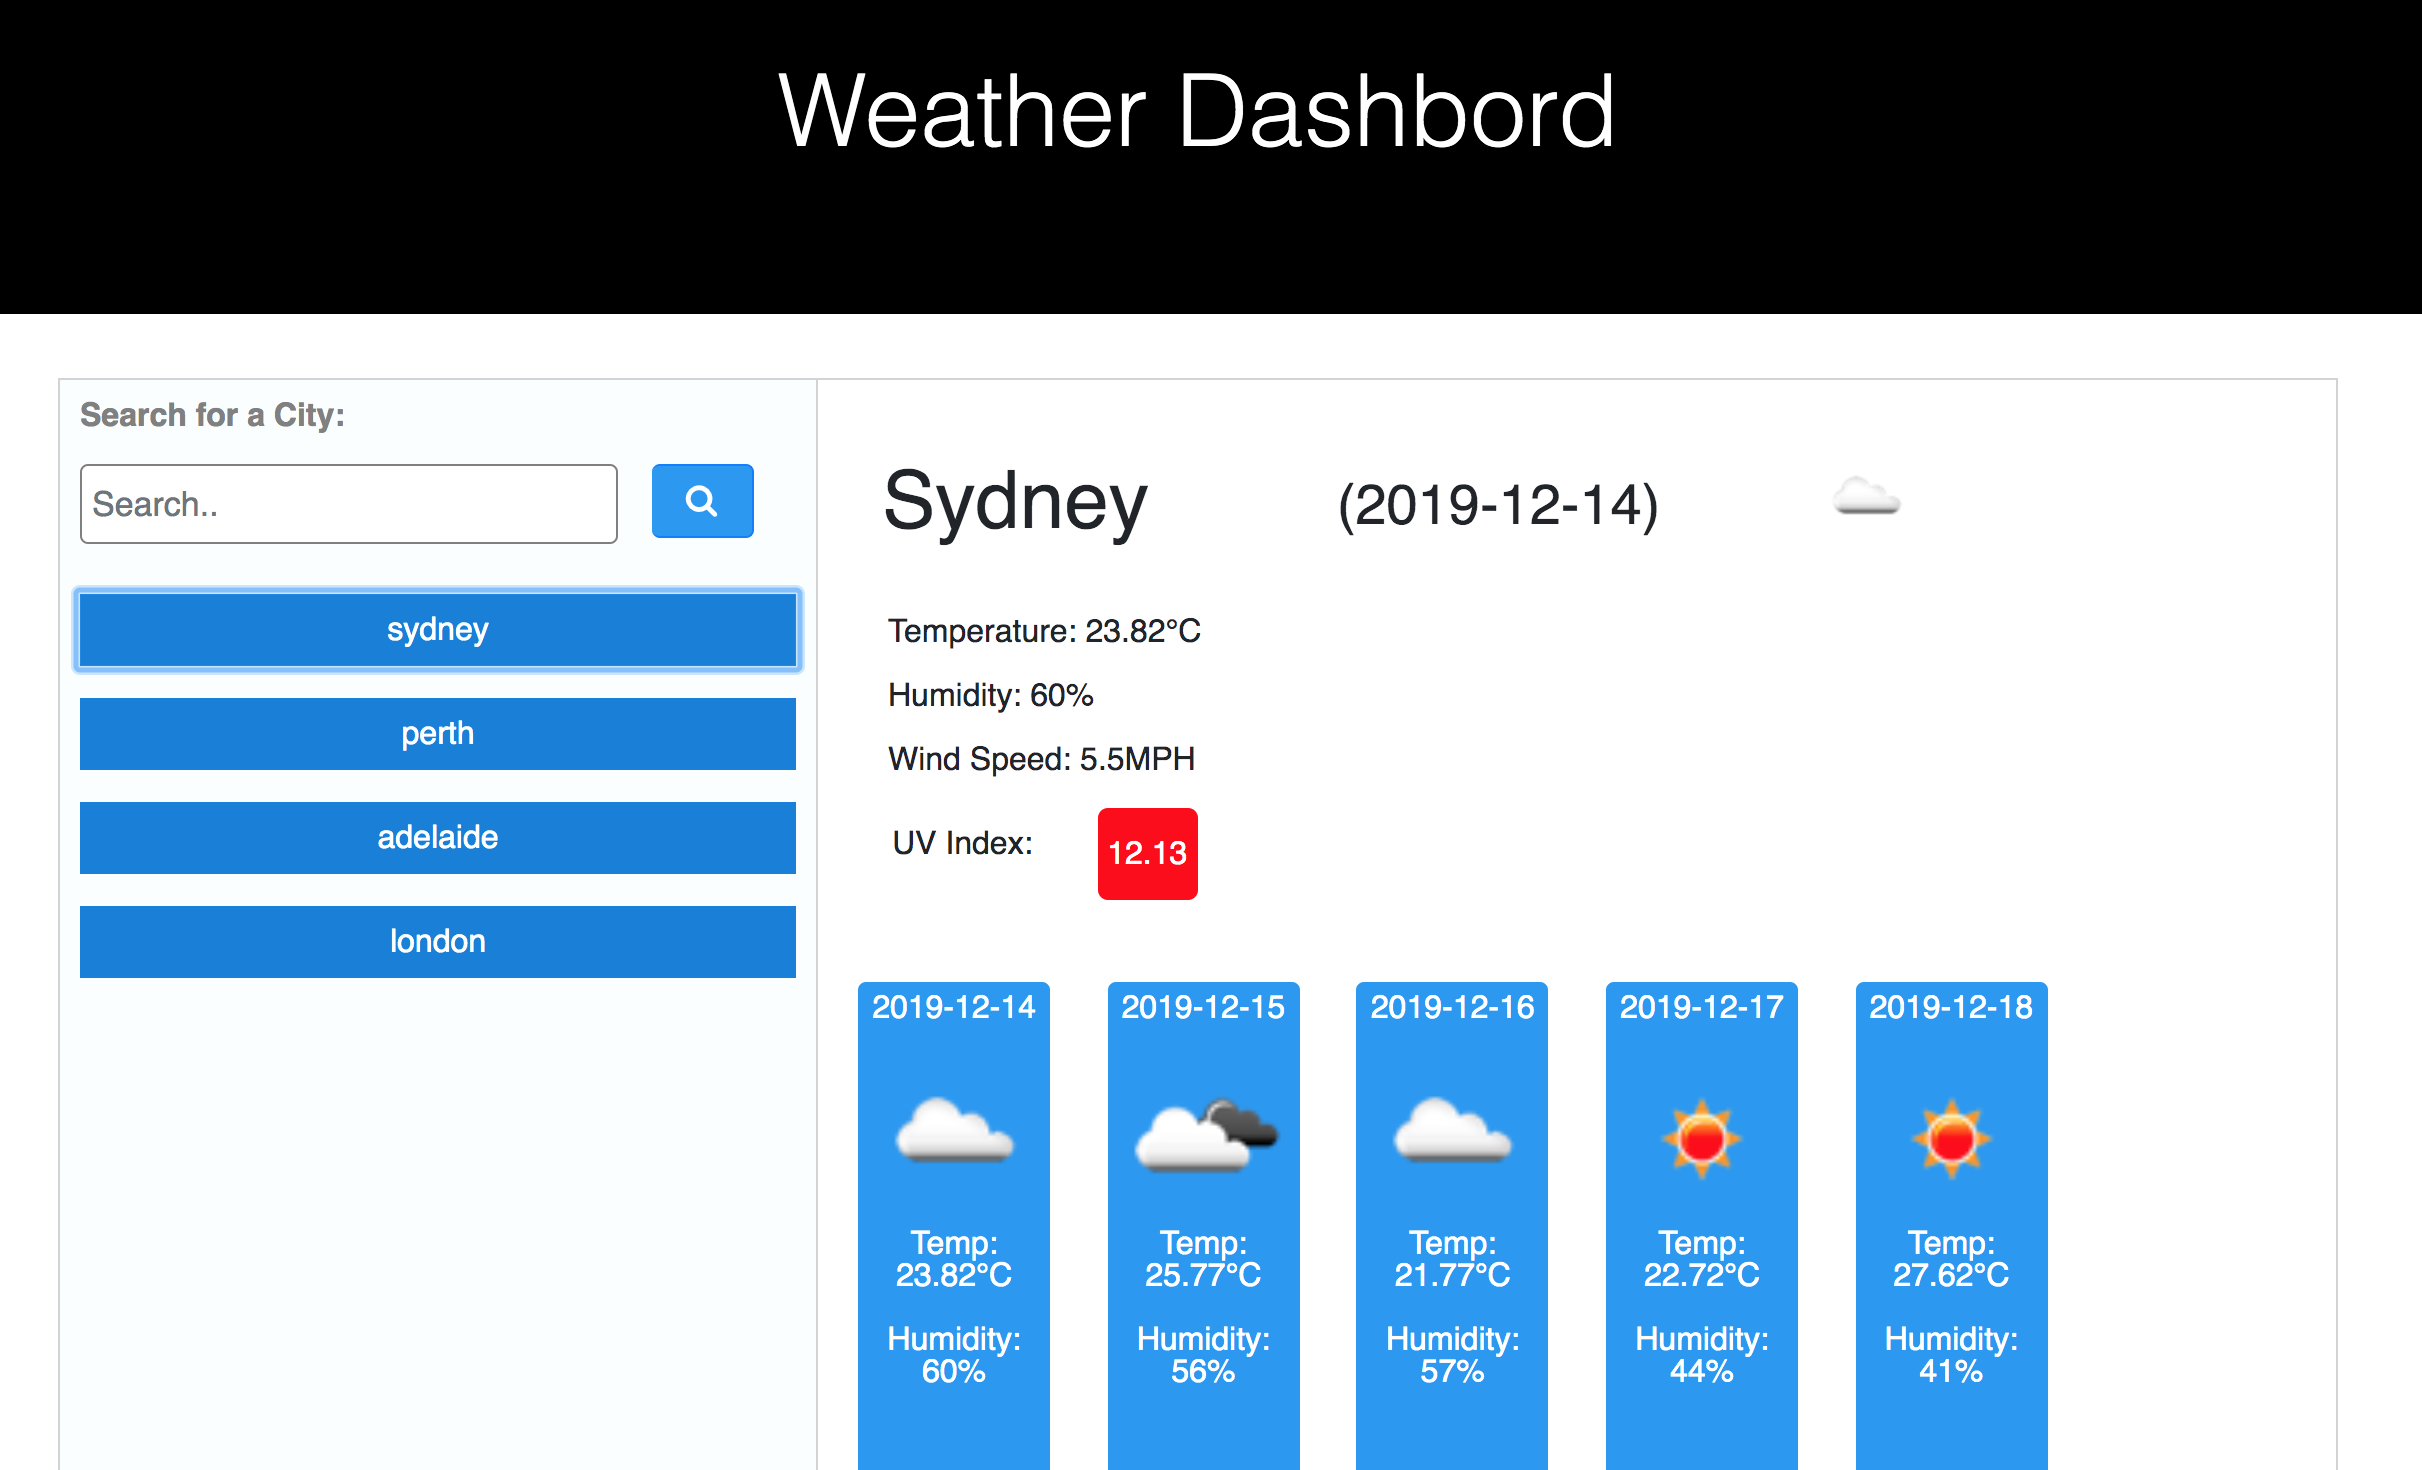 Weather Dashbord
Search for a City:
Search..
sydney
perth
adelaide
london
Sydney (2019-12-14)
Temperature: 23.82°C
Humidity: 60%
Wind Speed: 5.5MPH
UV Index: 12.13
2019-12-14
Temp:
23.82°C
Humidity:
60%
2019-12-15
Temp:
25.77°C
Humidity:
56%
2019-12-16
Temp:
21.77°C
Humidity:
57%
2019-12-17
Temp:
22.72°C
Humidity:
44%
2019-12-18
Temp:
27.62°C
Humidity:
41%